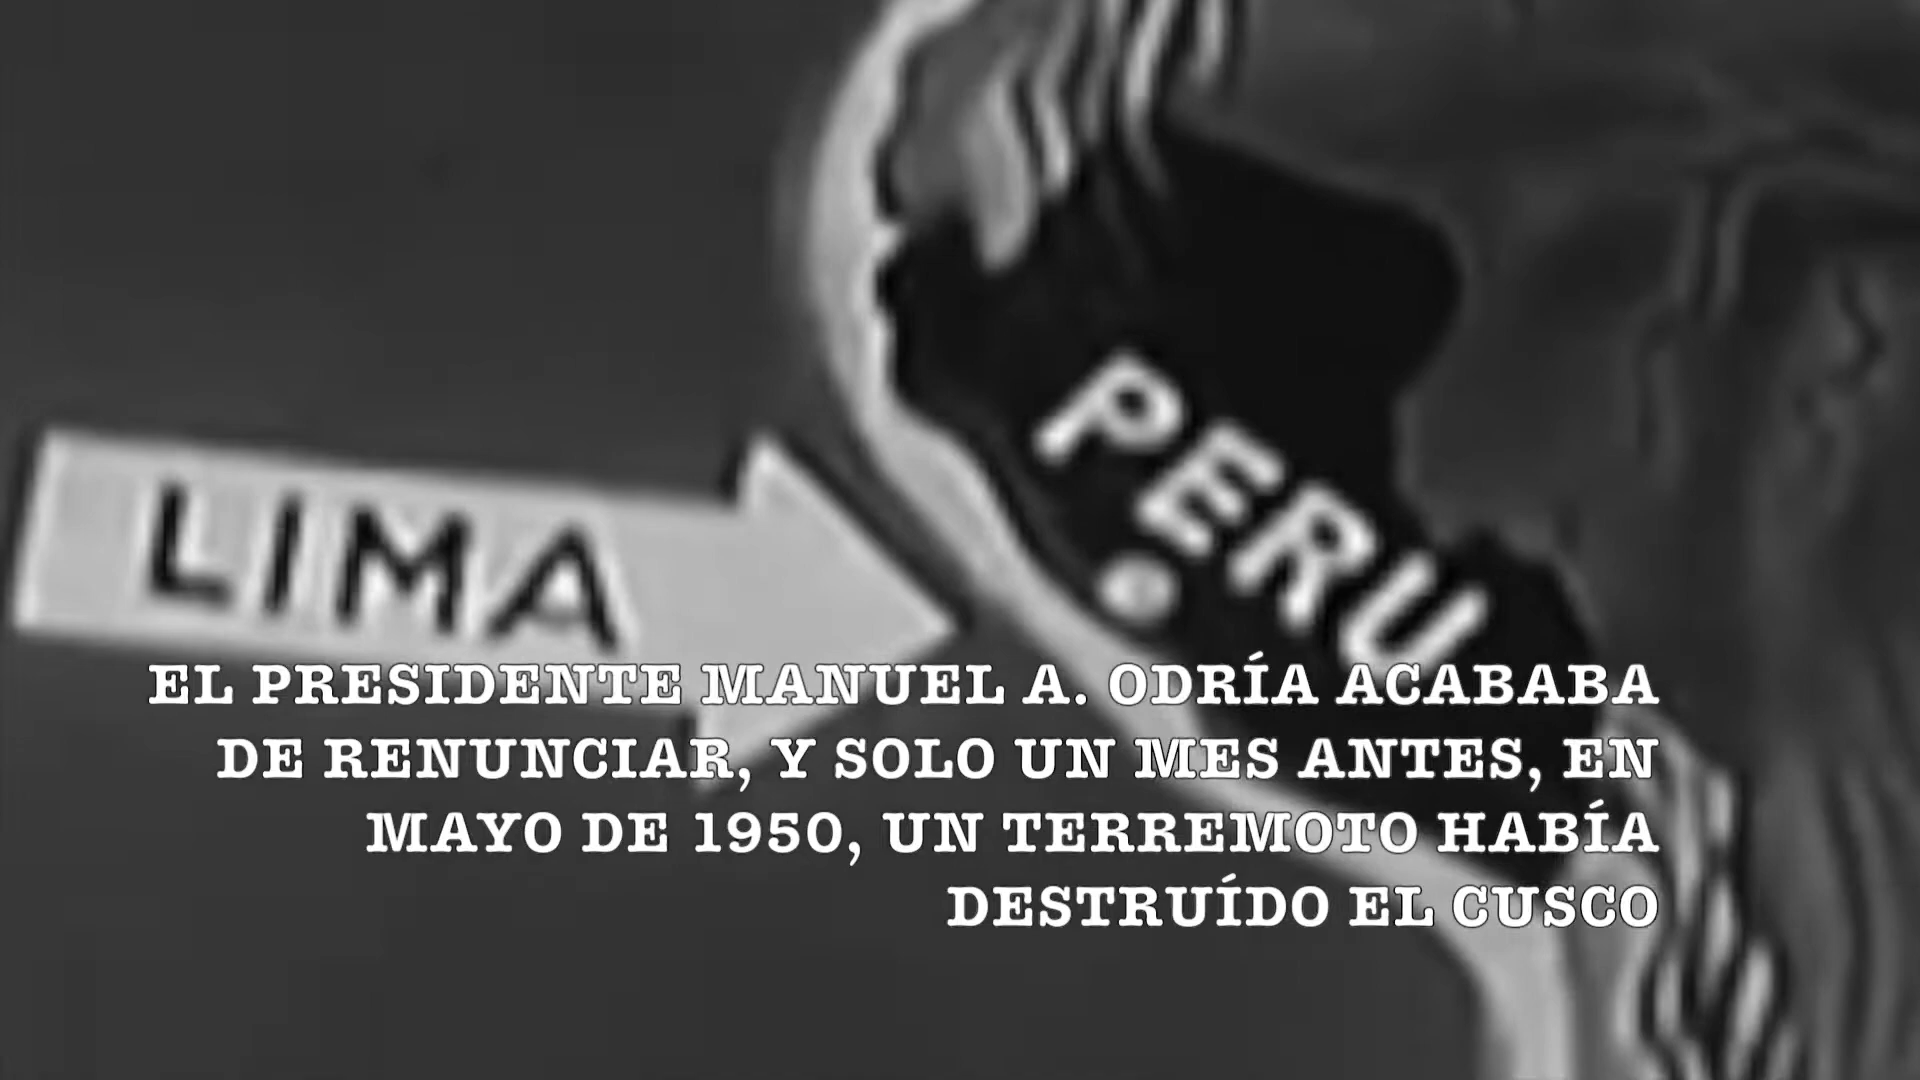 PERU
LIMA
EL PRESIDENTE MANUEL A. ODRÍA ACABABA
DE RENUNCIAR, Y SOLO UN MES ANTES, EN
MAYO DE 1950, UN TERREMOTO HABÍA
DESTRUÍDO EL CUSCO